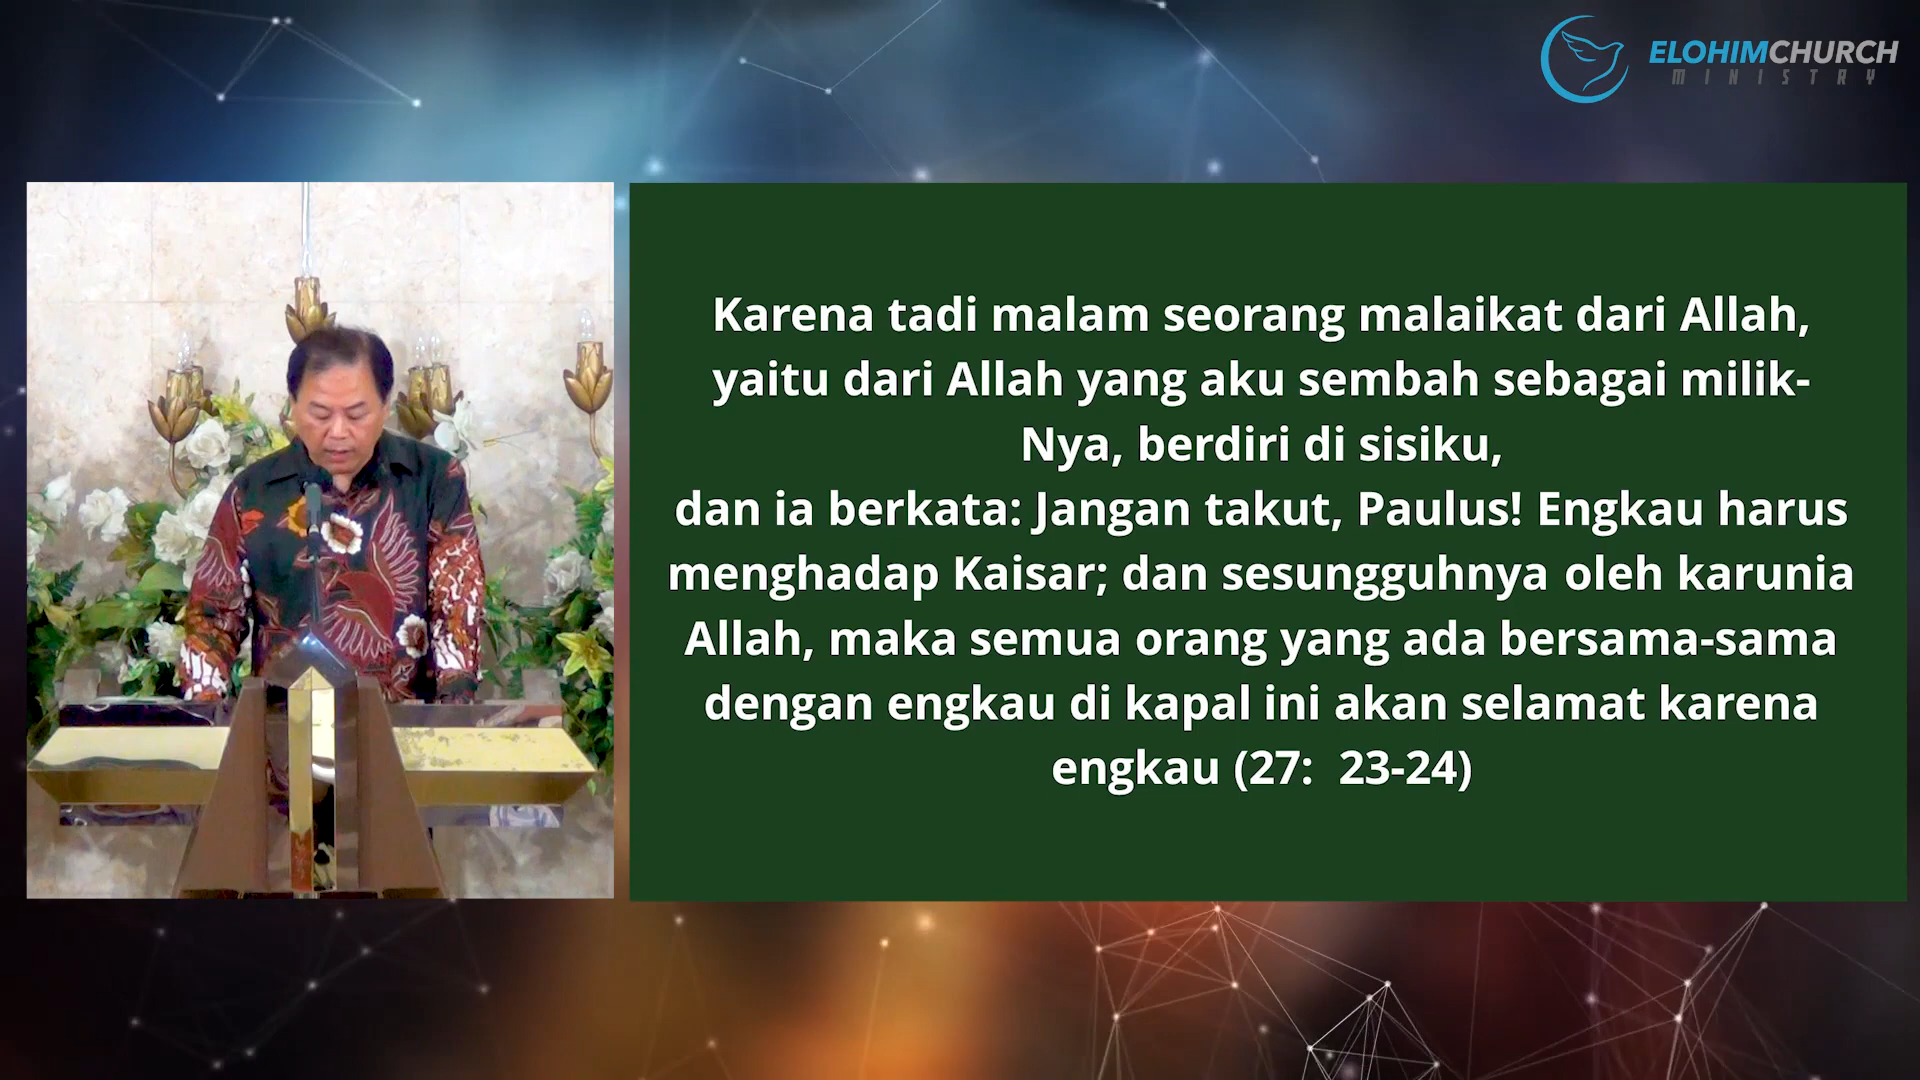 ELOHIMCHURCH
MINISTRY
Karena tadi malam seorang malaikat dari Allah,
yaitu dari Allah yang aku sembah sebagai milik-
Nya, berdiri di sisiku,
dan ia berkata: Jangan takut, Paulus! Engkau harus
menghadap Kaisar; dan sesungguhnya oleh karunia
Allah, maka semua orang yang ada bersama-sama
dengan engkau di kapal ini akan selamat karena
engkau (27:  23-24)